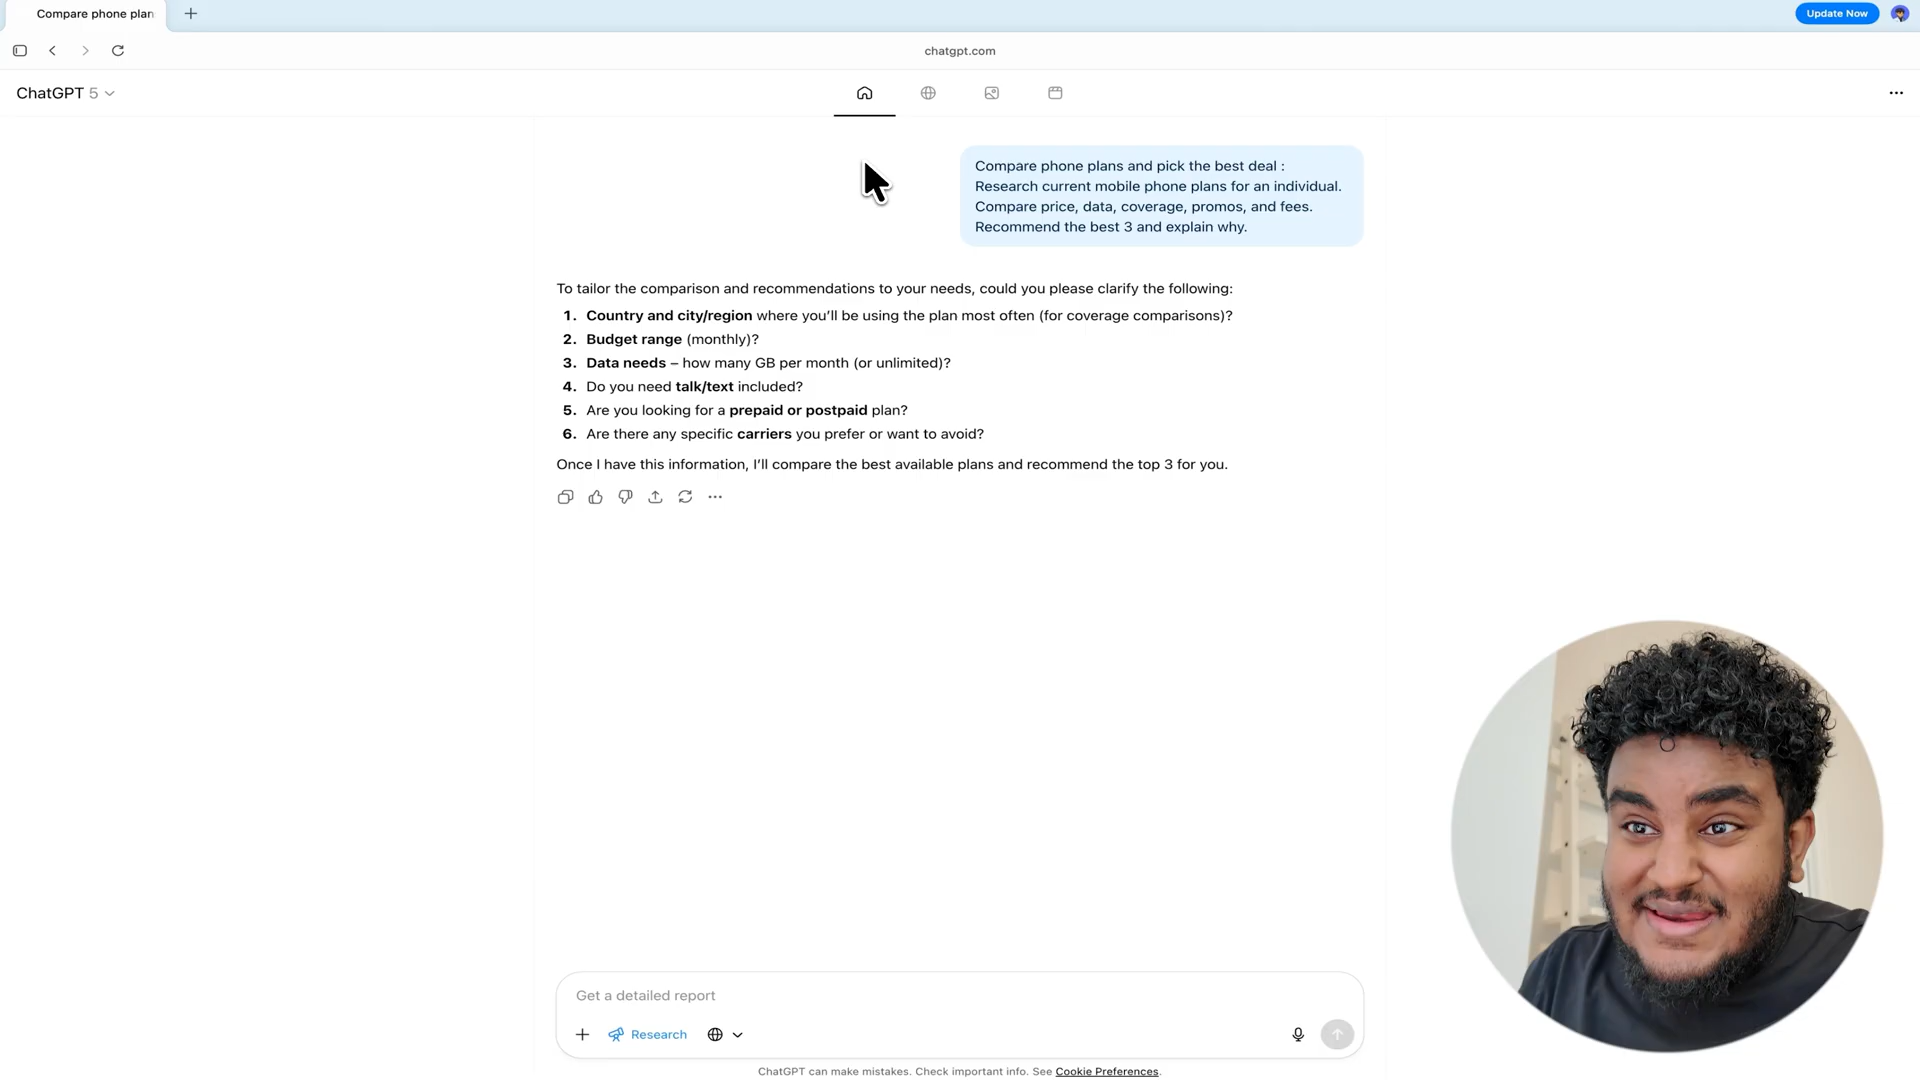 Compare phone plan
Update Now
chatgpt.com
ChatGPT 5
Compare phone plans and pick the best deal :
Research current mobile phone plans for an individual.
Compare price, data, coverage, promos, and fees.
Recommend the best 3 and explain why.
To tailor the comparison and recommendations to your needs, could you please clarify the following:
1. Country and city/region where you’ll be using the plan most often (for coverage comparisons)?
2. Budget range (monthly)?
3. Data needs – how many GB per month (or unlimited)?
4. Do you need talk/text included?
5. Are you looking for a prepaid or postpaid plan?
6. Are there any specific carriers you prefer or want to avoid?
Once I have this information, I’ll compare the best available plans and recommend the top 3 for you.
Get a detailed report
Research
ChatGPT can make mistakes. Check important info. See Cookie Preferences.